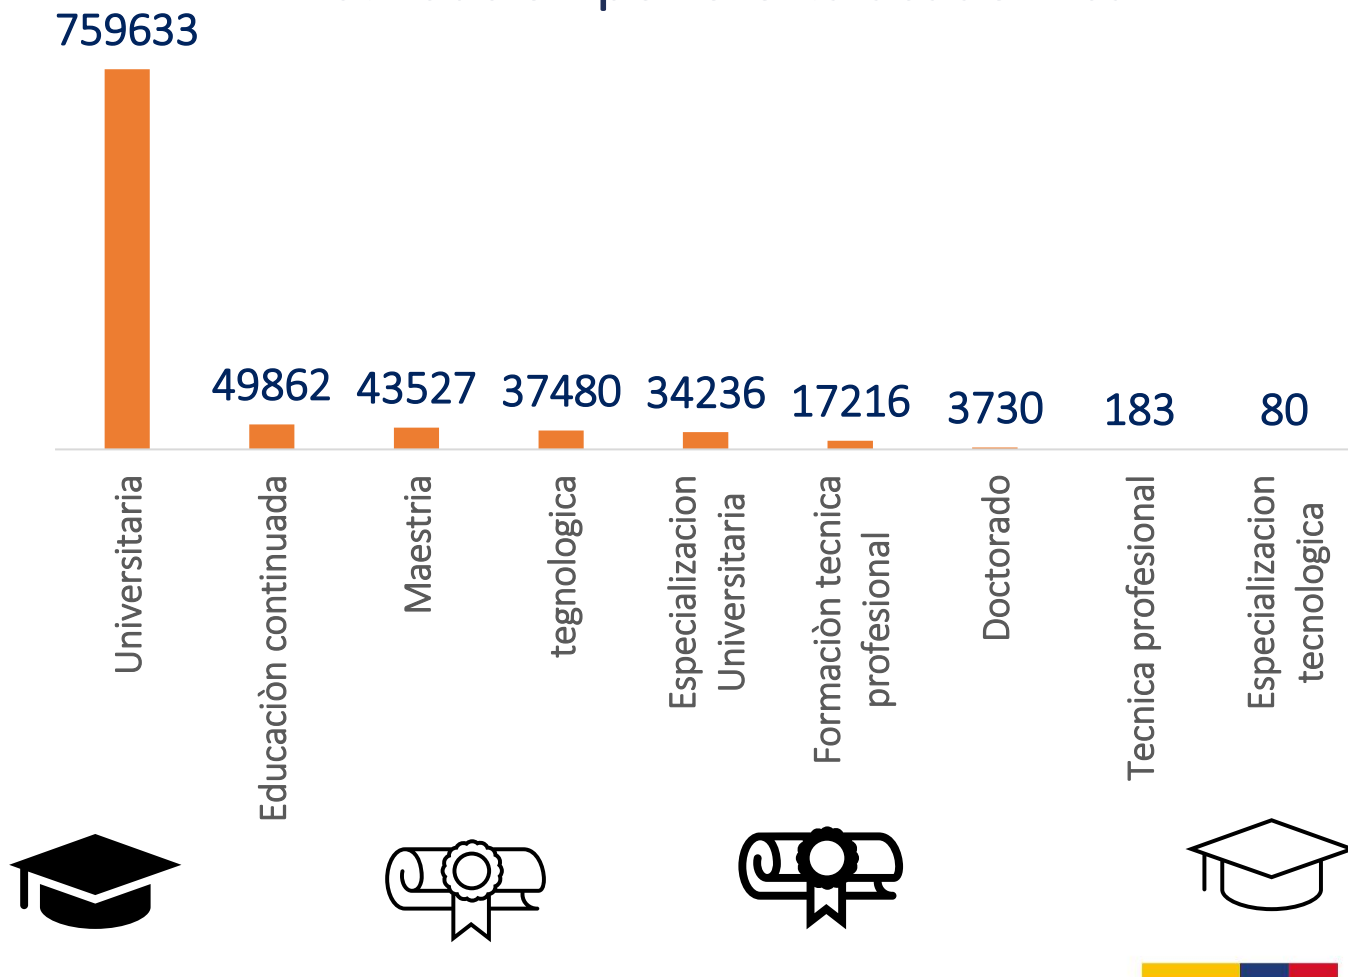 759633
49862
43527
37480
34236
17216
3730
183
80
Universitaria
Educaciòn continuada
Maestria
tegnologica
Especializacion
Universitaria
Formaciòn tecnica
profesional
Doctorado
Tecnica profesional
Especializacion
tecnologica